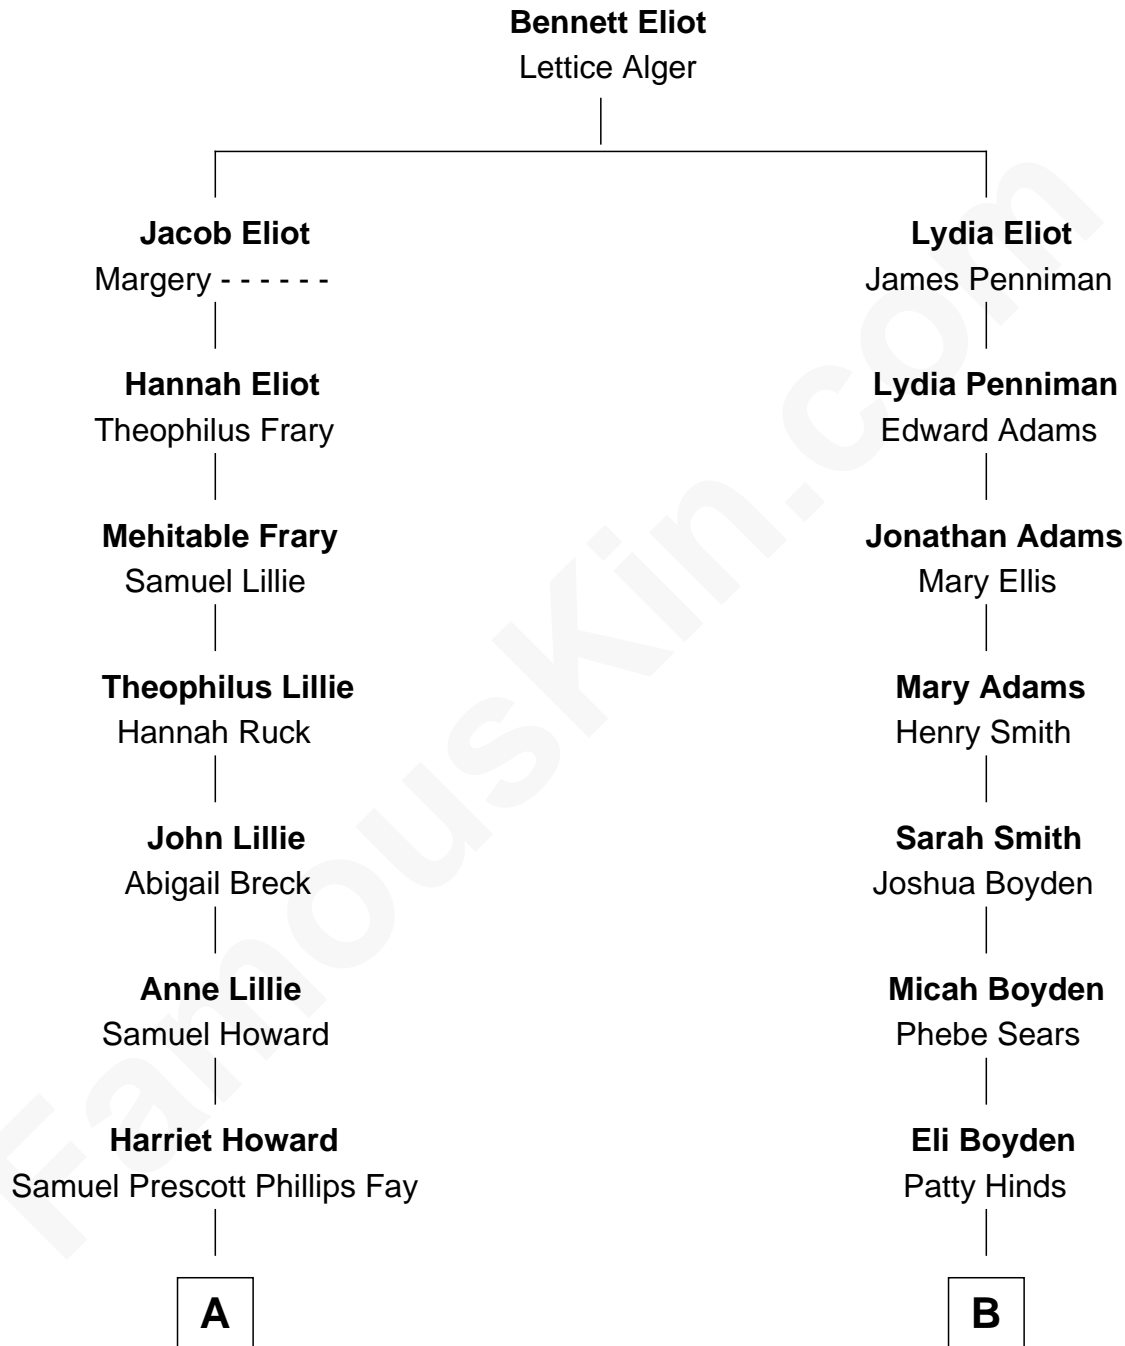 Bennett Eliot
Lettice Alger
Jacob Eliot
Margery - - - - - -
Hannah Eliot
Theophilus Frary
Mehitable Frary
Samuel Lillie
Theophilus Lillie
Hannah Ruck
John Lillie
Abigail Breck
Anne Lillie
Samuel Howard
Harriet Howard
Samuel Prescott Phillips Fay
A
Lydia Eliot
James Penniman
Lydia Penniman
Edward Adams
Jonathan Adams
Mary Ellis
Mary Adams
Henry Smith
Sarah Smith
Joshua Boyden
Micah Boyden
Phebe Sears
Eli Boyden
Patty Hinds
B
FamousKin.com